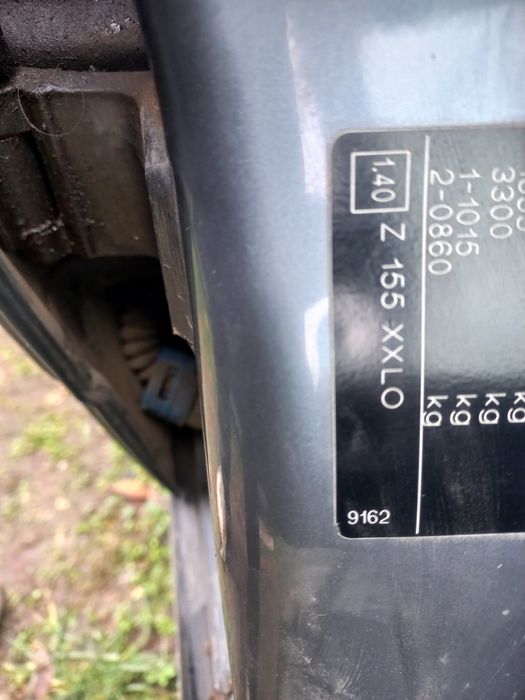 3300 kg
1-1015 kg
2-0860 kg
1.40 Z 155 XXLO
9162